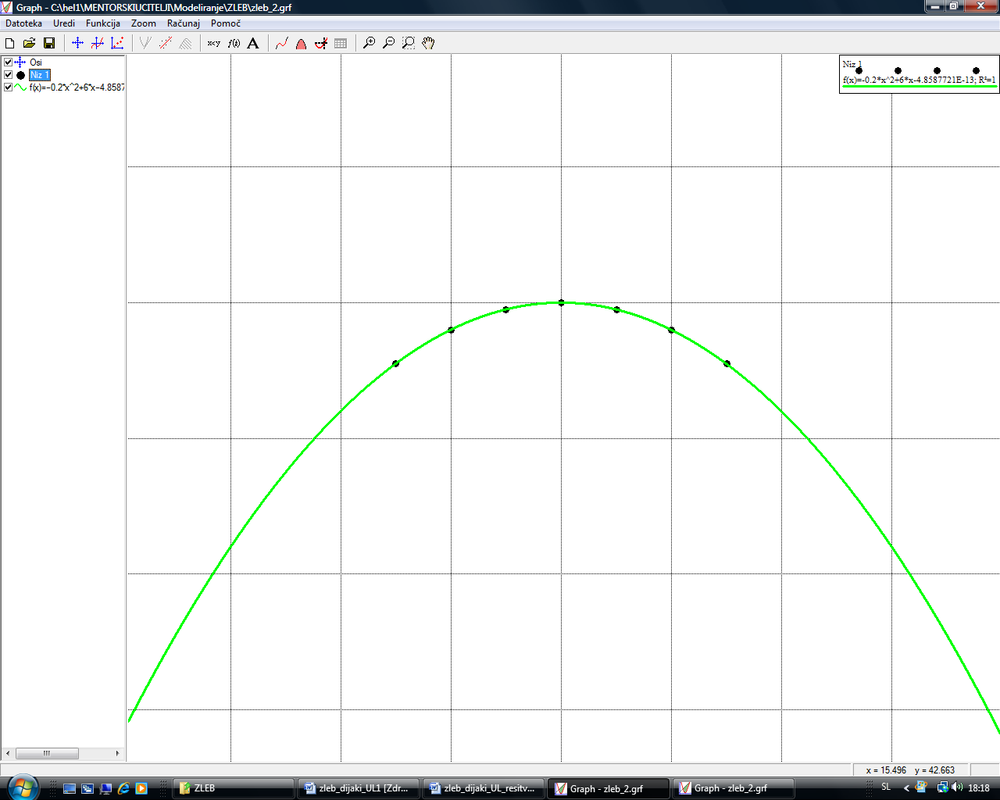 Graph - C:\hel1\MENTORSKIUCITELJI\Modeliranje\ZLEB\zleb_2.grf
Datoteka Uredi Funkcija Zoom Računaj Pomoč
Osi
Niz 1
f(x)=-0.2*x^2+6*x-4.8587
Niz 1
f(x)=-0.2*x^2+6*x-4.8587721E-13; R²=1
x = 15.496 y = 42.663
ZLEB
zleb_dijaki_UL1 [Zdr...
zleb_dijaki_UL_resitv...
Graph - zleb_2.grf
Graph - zleb_2.grf
SL
18:18